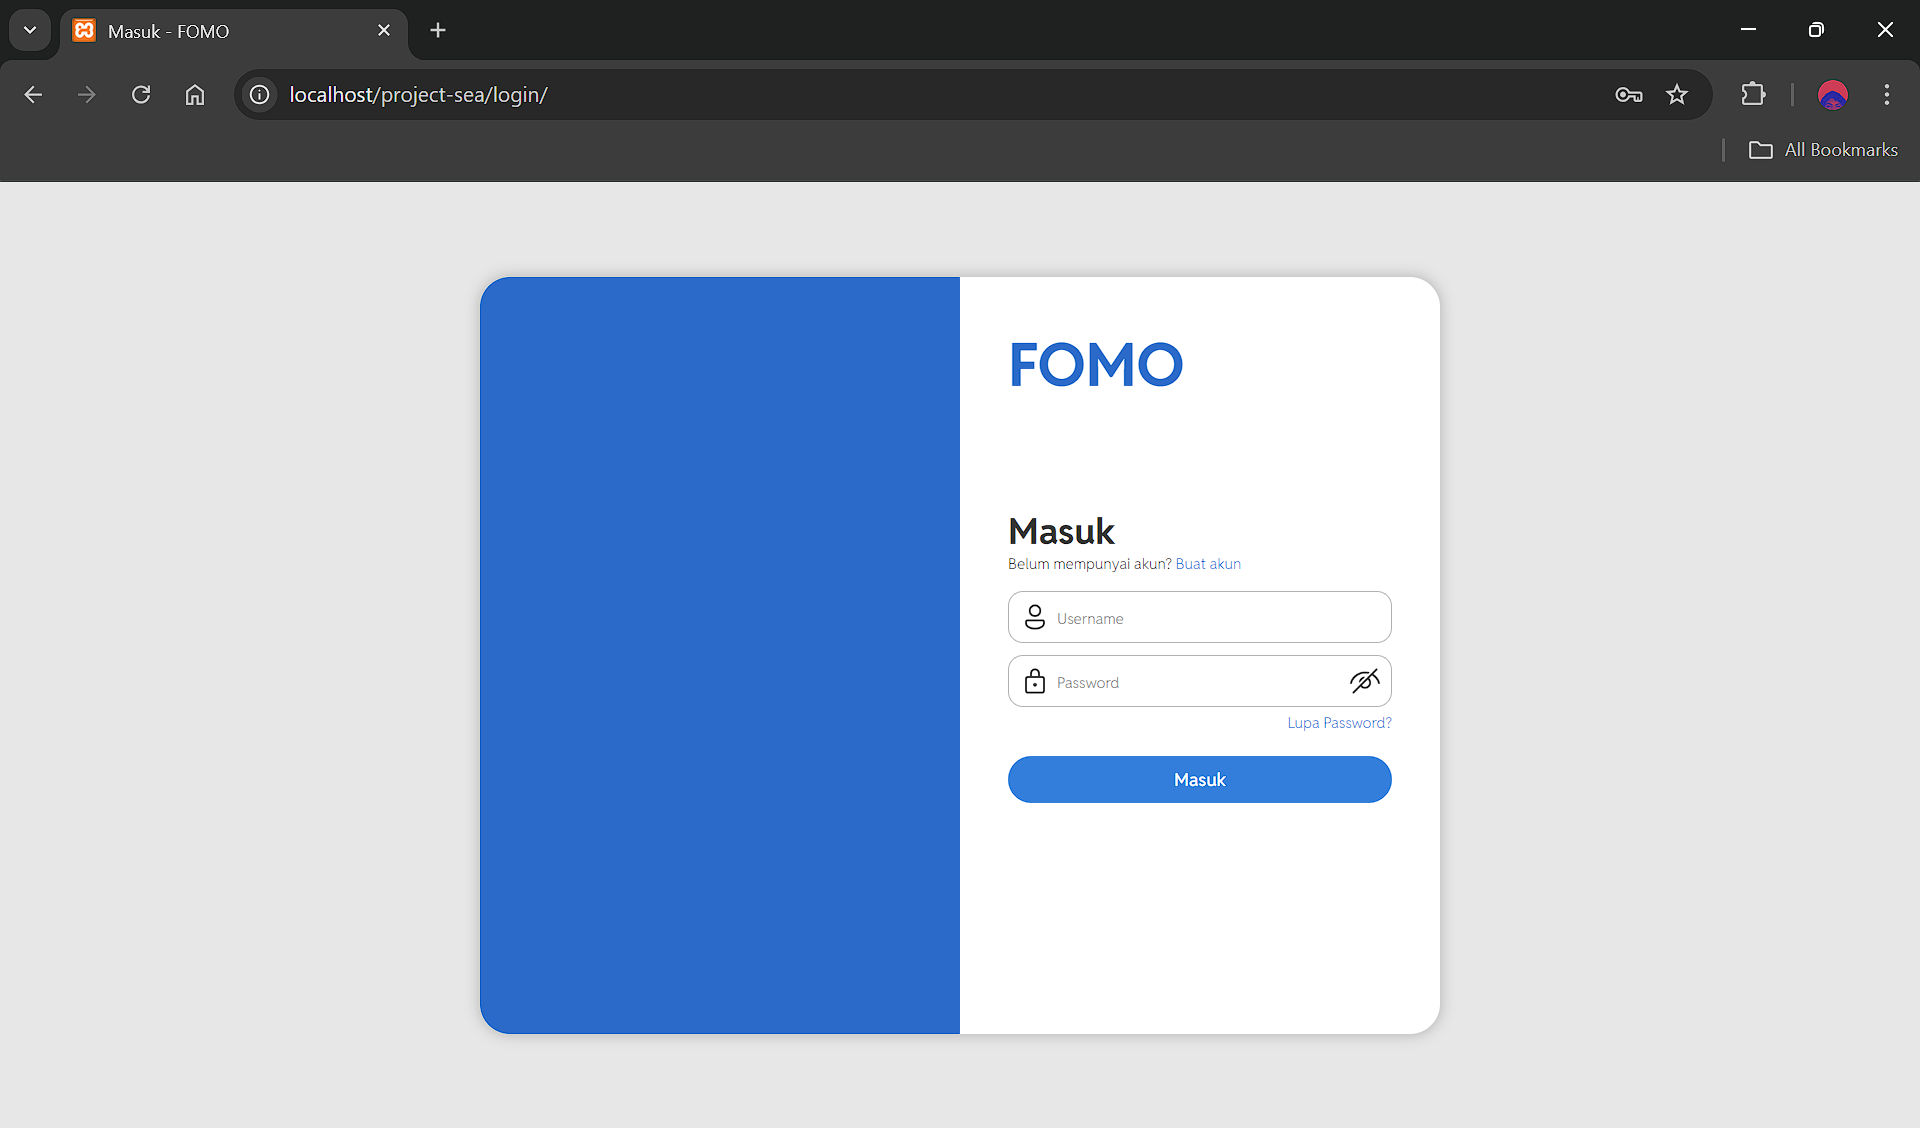 Masuk - FOMO
localhost/project-sea/login/
All Bookmarks
FOMO
Masuk
Belum mempunyai akun? Buat akun
Username
Password
Lupa Password?
Masuk